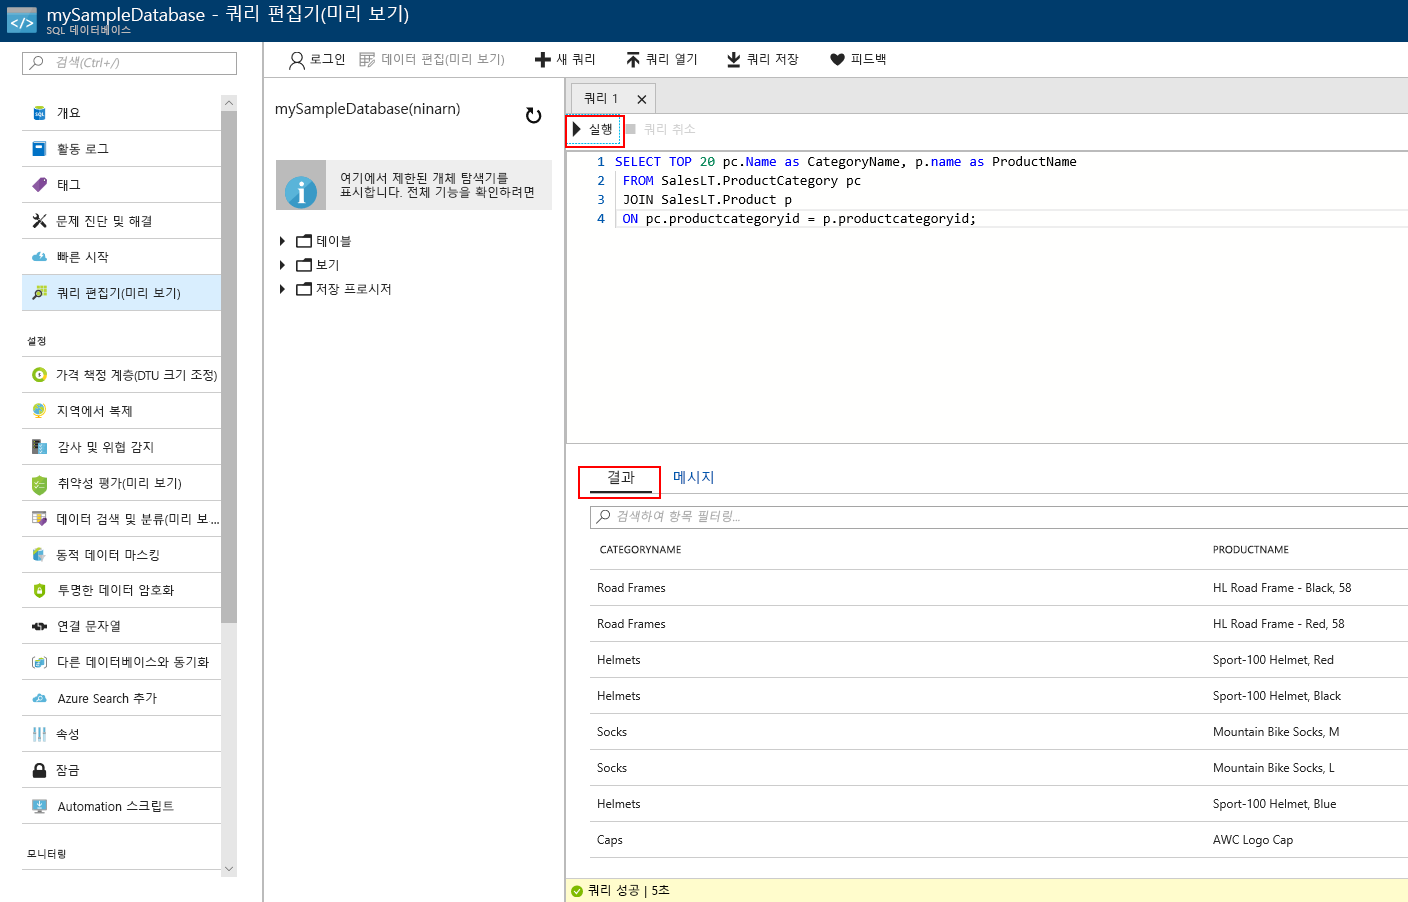 mySampleDatabase - 쿼리 편집기(미리 보기)
SQL 데이터베이스
검색(Ctrl+/)
개요
활동 로그
태그
문제 진단 및 해결
빠른 시작
쿼리 편집기(미리 보기)
설정
가격 책정 계층(DTU 크기 조정)
지역에서 복제
감사 및 위협 감지
취약성 평가(미리 보기)
데이터 검색 및 분류(미리 보...
동적 데이터 마스킹
투명한 데이터 암호화
연결 문자열
다른 데이터베이스와 동기화
Azure Search 추가
속성
잠금
Automation 스크립트
모니터링
로그인
데이터 편집(미리 보기)
새 쿼리
쿼리 열기
쿼리 저장
피드백
mySampleDatabase(ninarn)
여기에서 제한된 개체 탐색기를
표시합니다. 전체 기능을 확인하려면
테이블
보기
저장 프로시저
쿼리 1
실행
쿼리 취소
1 SELECT TOP 20 pc.Name as CategoryName, p.name as ProductName
2 FROM SalesLT.ProductCategory pc
3 JOIN SalesLT.Product p
4 ON pc.productcategoryid = p.productcategoryid;
결과
메시지
검색하여 항목 필터링...
CATEGORYNAME PRODUCTNAME
Road Frames HL Road Frame - Black, 58
Road Frames HL Road Frame - Red, 58
Helmets Sport-100 Helmet, Red
Helmets Sport-100 Helmet, Black
Socks Mountain Bike Socks, M
Socks Mountain Bike Socks, L
Helmets Sport-100 Helmet, Blue
Caps AWC Logo Cap
쿼리 성공 | 5초